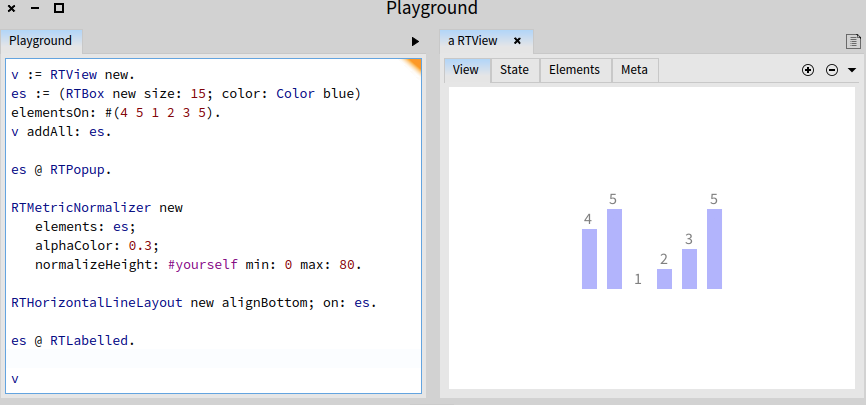 Playground
Playground
v := RTView new.
es := (RTBox new size: 15; color: Color blue)
elementsOn: #(4 5 1 2 3 5).
v addAll: es.
es @ RTPopup.
RTMetricNormalizer new
elements: es;
alphaColor: 0.3;
normalizeHeight: #yourself min: 0 max: 80.
RTHorizontalLineLayout new alignBottom; on: es.
es @ RTLabelled.
v
a RTView
View State Elements Meta
4 5 1 2 3 5